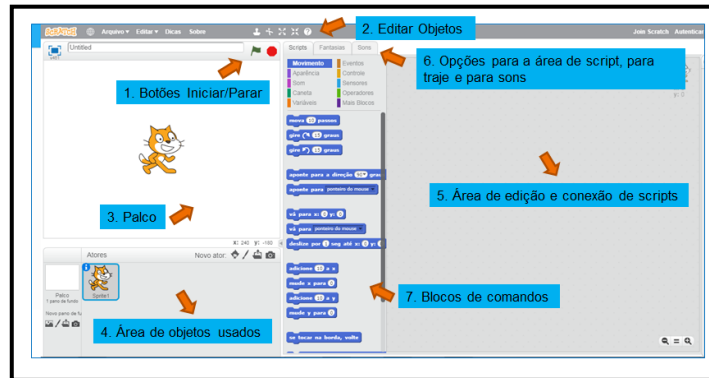 SCRATCH
Arquivo▼ Editar▼ Dicas Sobre
Join Scratch Autenticar
2. Editar Objetos
Untitled
Scripts Fantasias Sons
6. Opções para a área de script, para
traje e para sons
1. Botões Iniciar/Parar
Movimento Eventos
Aparência Controle
Som Sensores
Caneta Operadores
Variáveis Mais Blocos
mova 10 passos
gire 15 graus
gire 15 graus
aponte para a direção 90▼ grau
aponte para ponteiro do mouse
vá para x: 0 y: 0
vá para ponteiro do mouse
deslize por 1 seg até x: 0 y: 0
adicione 10 a x
mude x para 0
adicione 10 a y
mude y para 0
se tocar na borda, volte
5. Área de edição e conexão de scripts
3. Palco
X: 240 y: -180
Atores Novo ator:
Palco
1 pano de fundo
Sprite1
Novo pano de fu
4. Área de objetos usados
7. Blocos de comandos